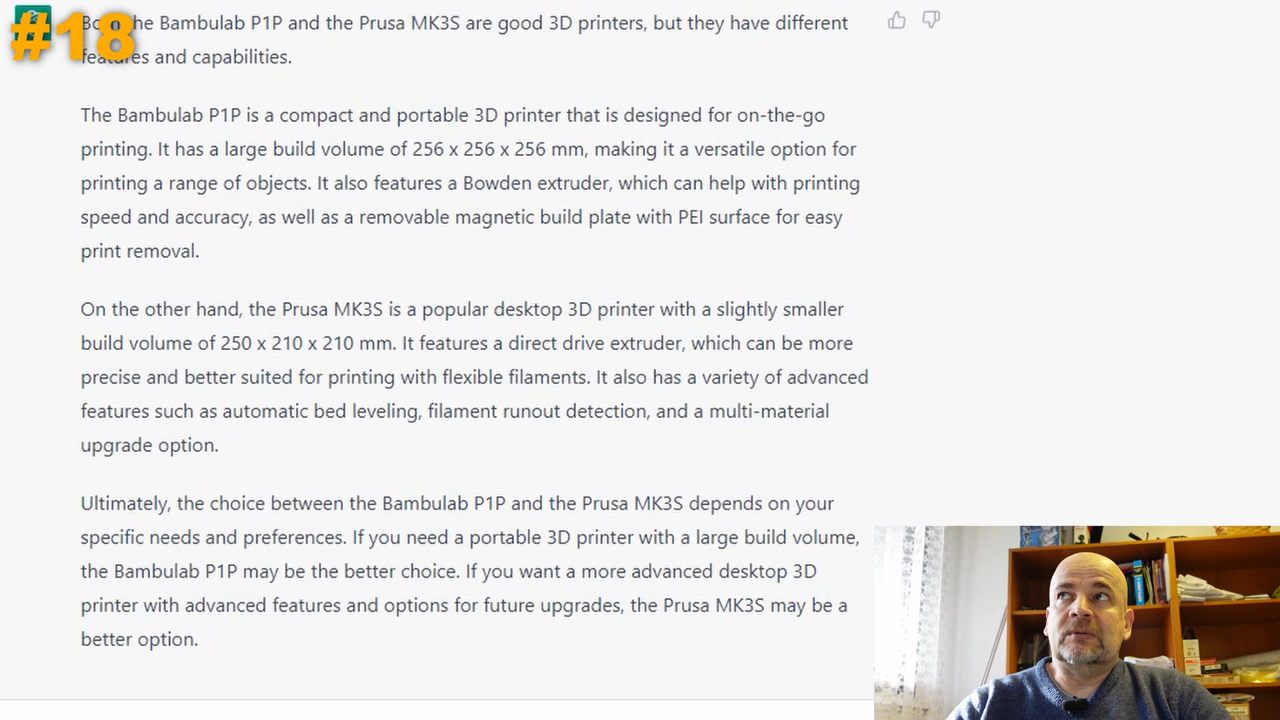 #18
Both the Bambulab P1P and the Prusa MK3S are good 3D printers, but they have different
features and capabilities.
The Bambulab P1P is a compact and portable 3D printer that is designed for on-the-go
printing. It has a large build volume of 256 x 256 x 256 mm, making it a versatile option for
printing a range of objects. It also features a Bowden extruder, which can help with printing
speed and accuracy, as well as a removable magnetic build plate with PEI surface for easy
print removal.
On the other hand, the Prusa MK3S is a popular desktop 3D printer with a slightly smaller
build volume of 250 x 210 x 210 mm. It features a direct drive extruder, which can be more
precise and better suited for printing with flexible filaments. It also has a variety of advanced
features such as automatic bed leveling, filament runout detection, and a multi-material
upgrade option.
Ultimately, the choice between the Bambulab P1P and the Prusa MK3S depends on your
specific needs and preferences. If you need a portable 3D printer with a large build volume,
the Bambulab P1P may be the better choice. If you want a more advanced desktop 3D
printer with advanced features and options for future upgrades, the Prusa MK3S may be a
better option.